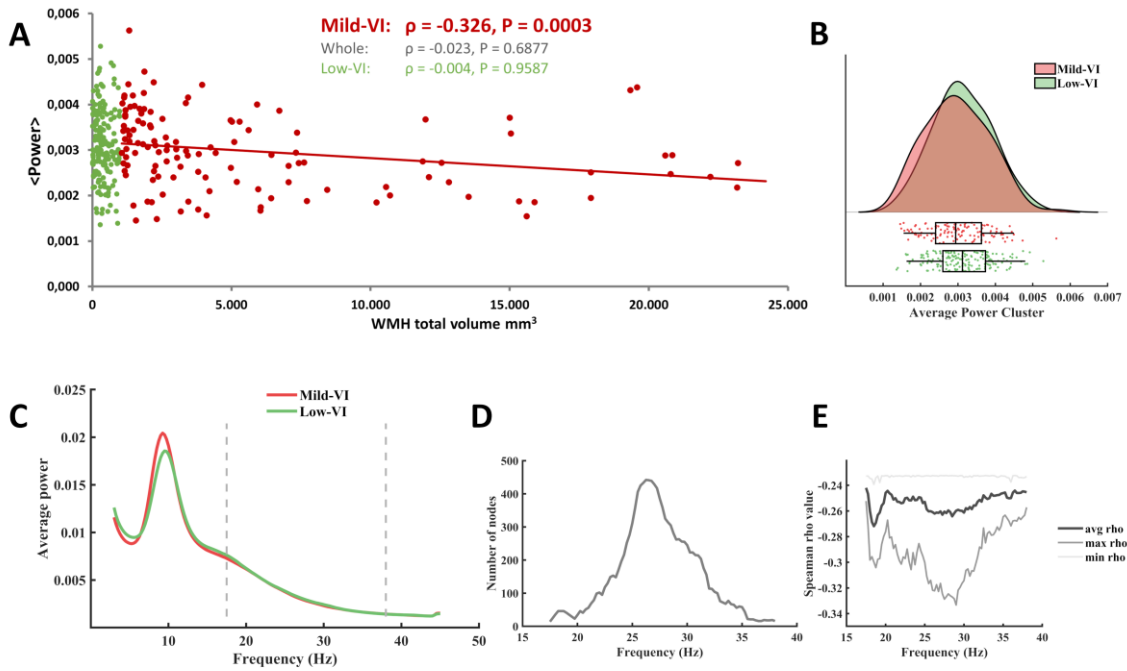 A
Mild-VI: ρ = -0.326, P = 0.0003
Whole: ρ = -0.023, P = 0.6877
Low-VI: ρ = -0.004, P = 0.9587
0,006
0,005
0,004
0,003
0,002
0,001
0,000
<Power>
0 5.000 10.000 15.000 20.000 25.000
WMH total volume mm³
B
Mild-VI
Low-VI
0.001 0.002 0.003 0.004 0.005 0.006 0.007
Average Power Cluster
C
Mild-VI
Low-VI
0.025
0.02
0.015
0.01
0.005
Average power
10 20 30 40 50
Frequency (Hz)
D
500
400
300
200
100
0
Number of nodes
15 20 25 30 35 40
Frequency (Hz)
E
-0.24
-0.26
-0.28
-0.3
-0.32
-0.34
Speaman rho value
15 20 25 30 35 40
Frequency (Hz)
avg rho
max rho
min rho